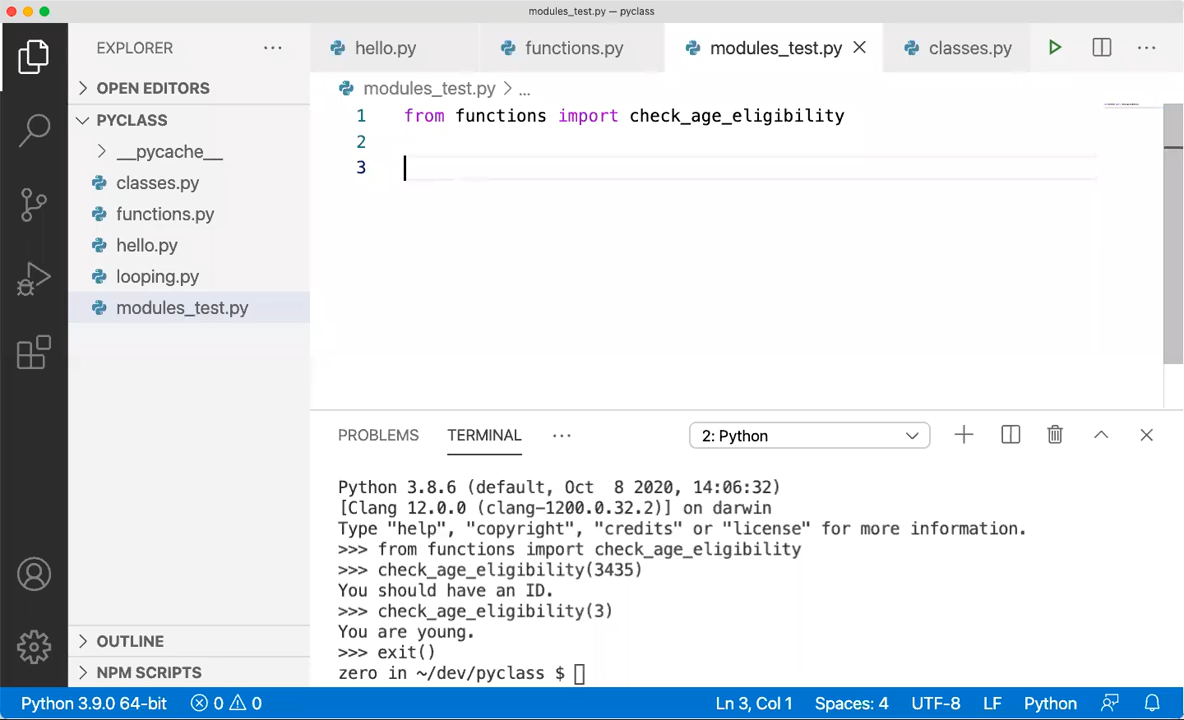 modules_test.py — pyclass
EXPLORER
OPEN EDITORS
PYCLASS
__pycache__
classes.py
functions.py
hello.py
looping.py
modules_test.py
OUTLINE
NPM SCRIPTS
hello.py
functions.py
modules_test.py
classes.py
modules_test.py > ...
1 from functions import check_age_eligibility
2
3
PROBLEMS
TERMINAL
2: Python
Python 3.8.6 (default, Oct  8 2020, 14:06:32)
[Clang 12.0.0 (clang-1200.0.32.2)] on darwin
Type "help", "copyright", "credits" or "license" for more information.
>>> from functions import check_age_eligibility
>>> check_age_eligibility(3435)
You should have an ID.
>>> check_age_eligibility(3)
You are young.
>>> exit()
zero in ~/dev/pyclass $
Python 3.9.0 64-bit
0
0
Ln 3, Col 1
Spaces: 4
UTF-8
LF
Python